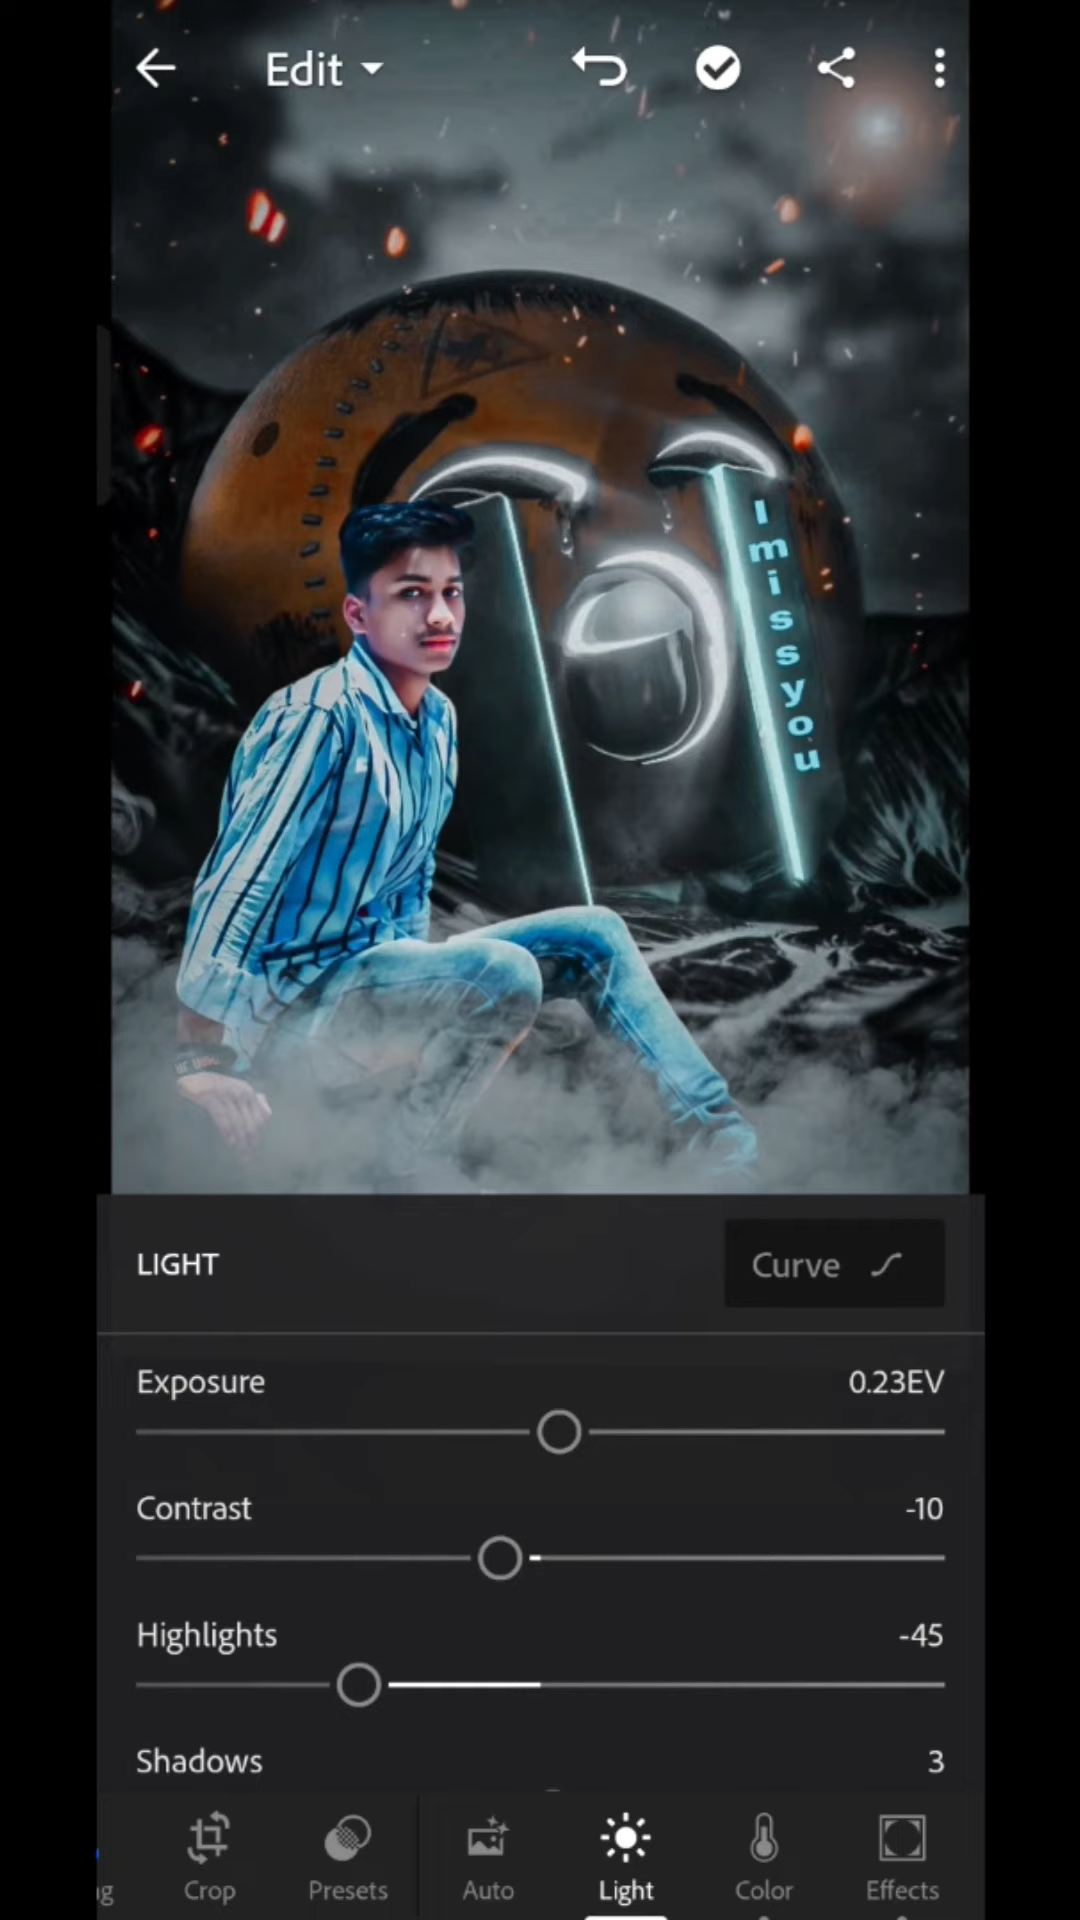 Edit
I miss you
LIGHT
Curve
Exposure 0.23EV
Contrast -10
Highlights -45
Shadows 3
Crop Presets Auto Light Color Effects